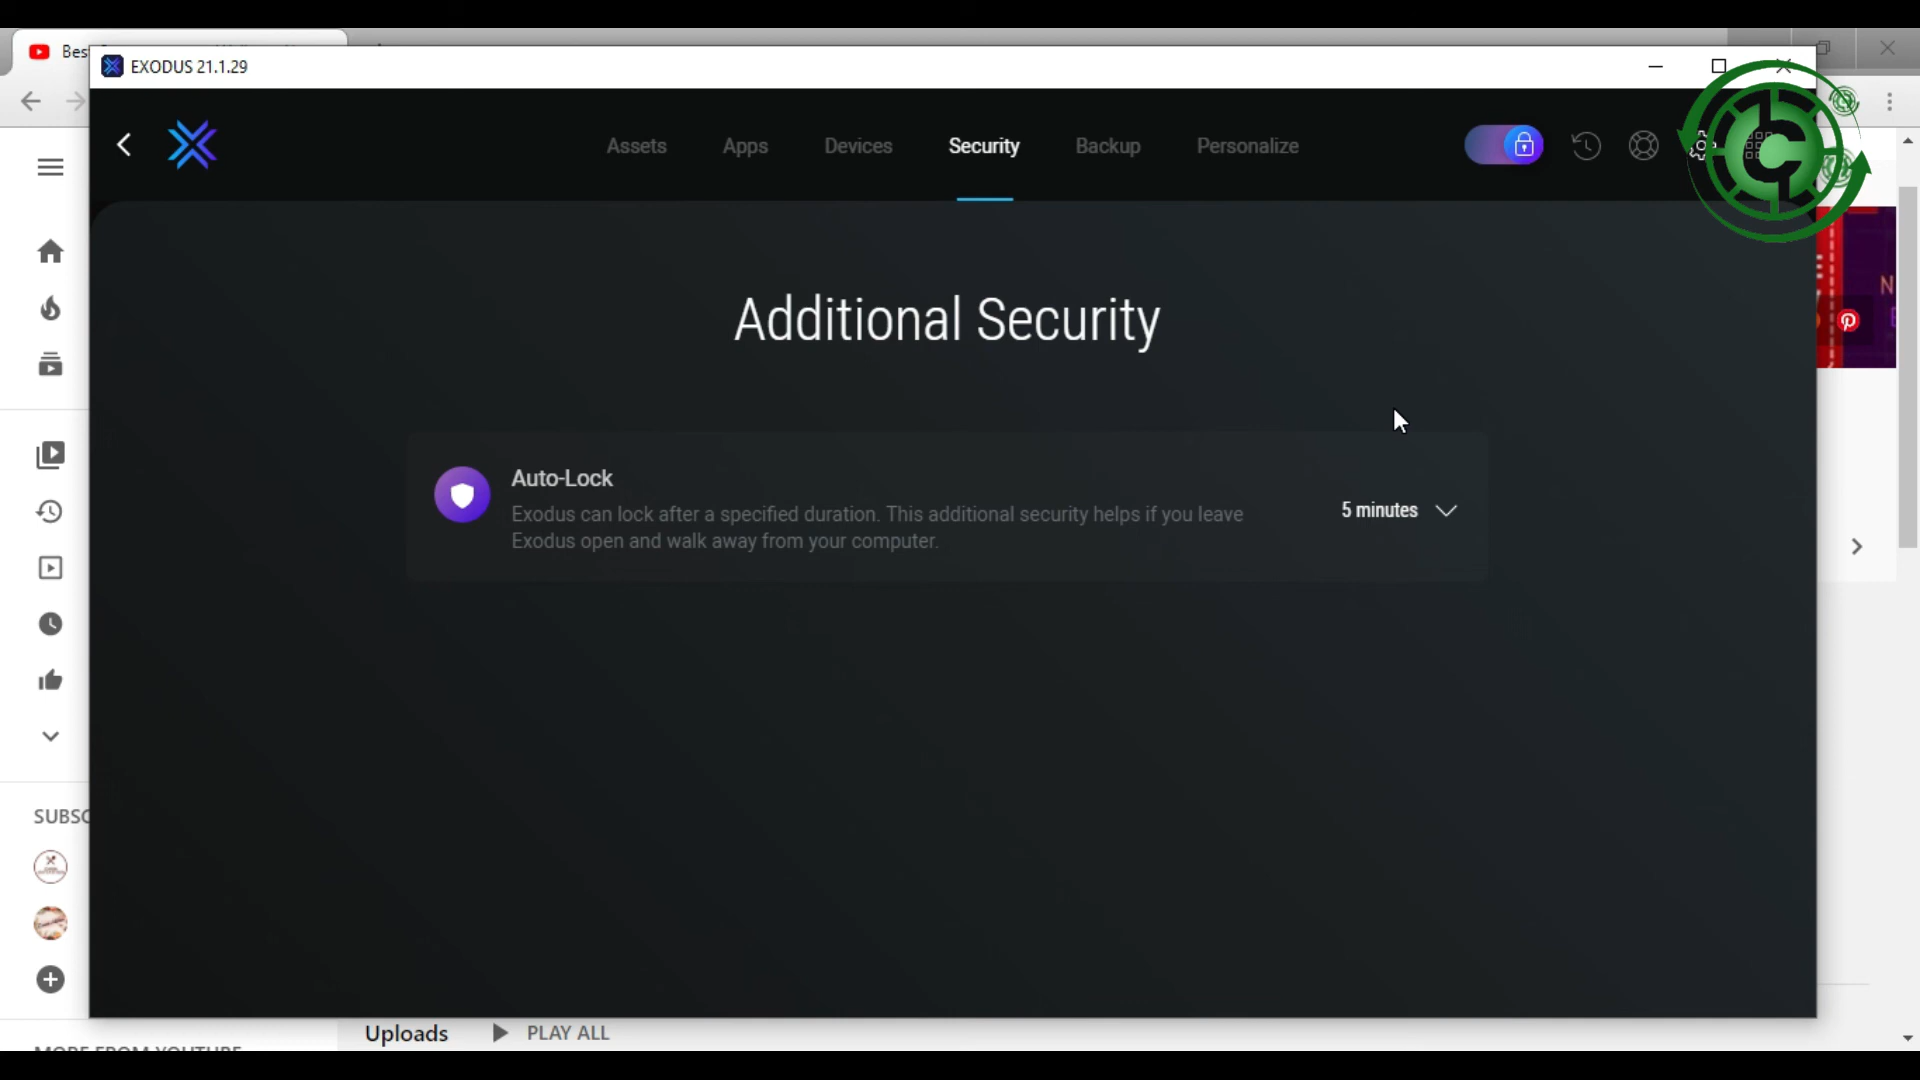 Best
EXODUS 21.1.29
Assets
Apps
Devices
Security
Backup
Personalize
Additional Security
Auto-Lock
Exodus can lock after a specified duration. This additional security helps if you leave
Exodus open and walk away from your computer.
5 minutes
SUBSC
Uploads
PLAY ALL